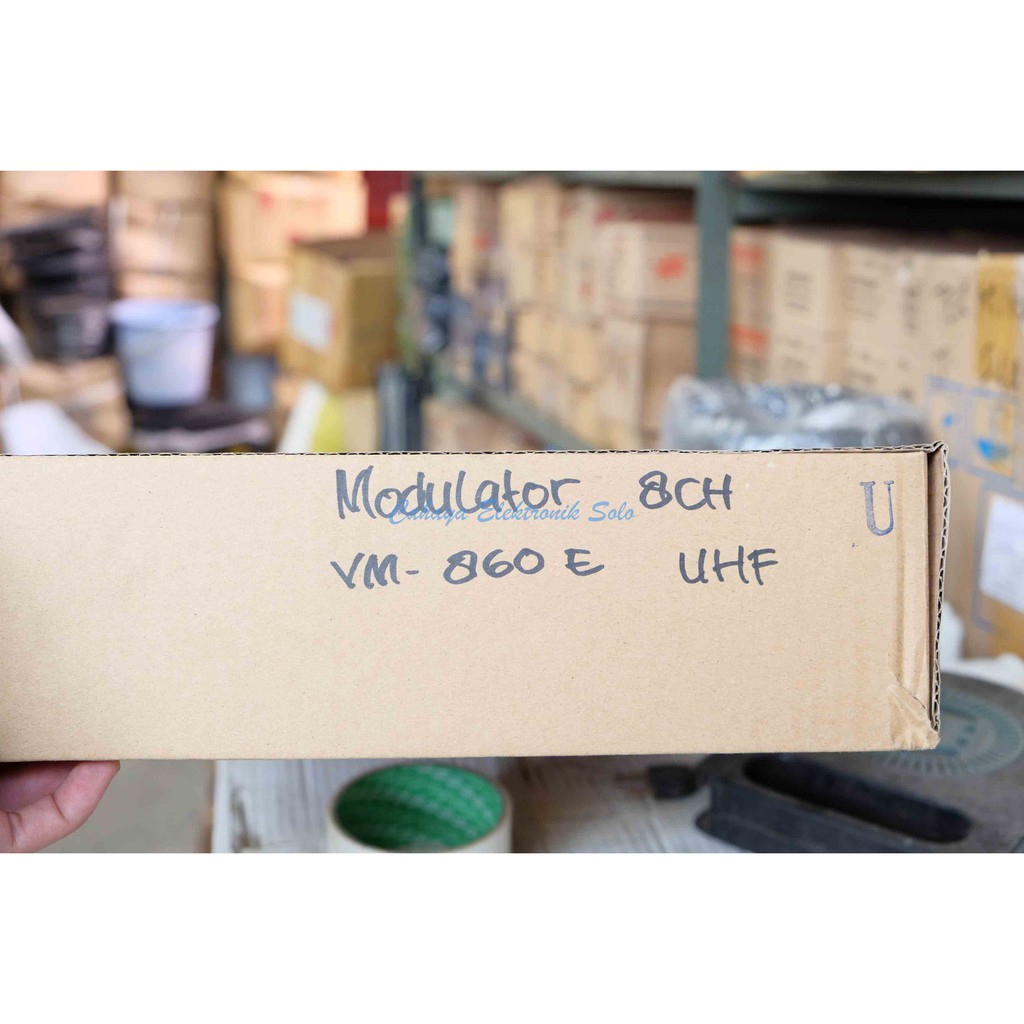 Modulator 8CH
Cahaya Elektronik Solo
VM-860 E UHF
U